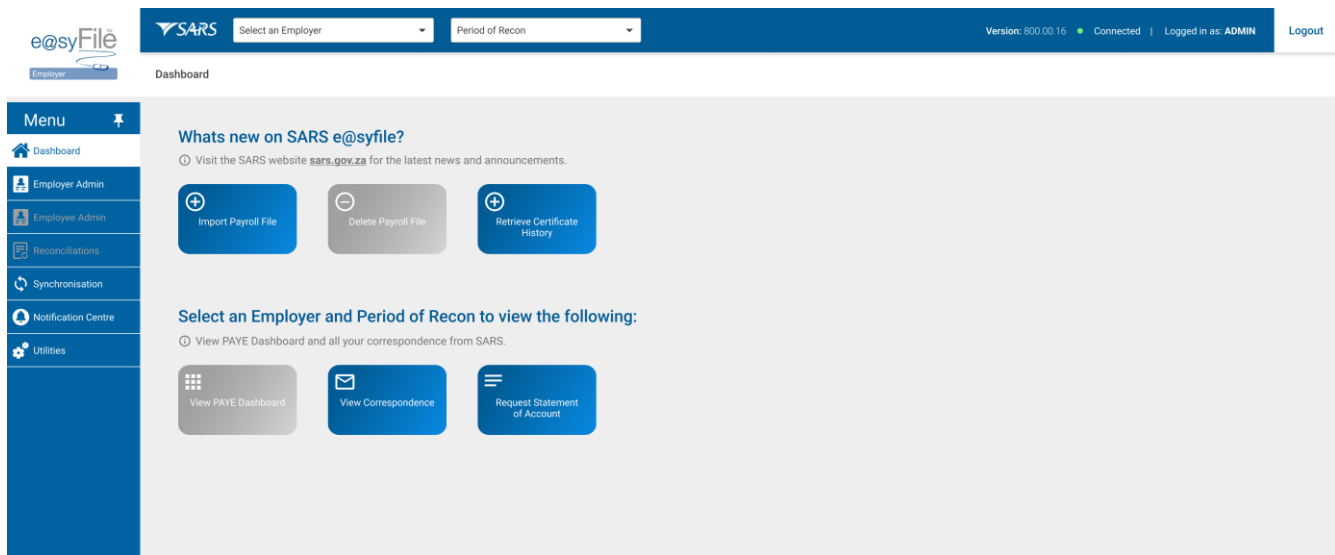 e@syFile™
Employer
SARS
Select an Employer
Period of Recon
Version: 800.00.16 • Connected | Logged in as: ADMIN
Logout
Dashboard
Menu
Dashboard
Employer Admin
Employee Admin
Reconciliations
Synchronisation
Notification Centre
Utilities
Whats new on SARS e@syfile?
Visit the SARS website sars.gov.za for the latest news and announcements.
Import Payroll File
Delete Payroll File
Retrieve Certificate
History
Select an Employer and Period of Recon to view the following:
View PAYE Dashboard and all your correspondence from SARS.
View PAYE Dashboard
View Correspondence
Request Statement
of Account